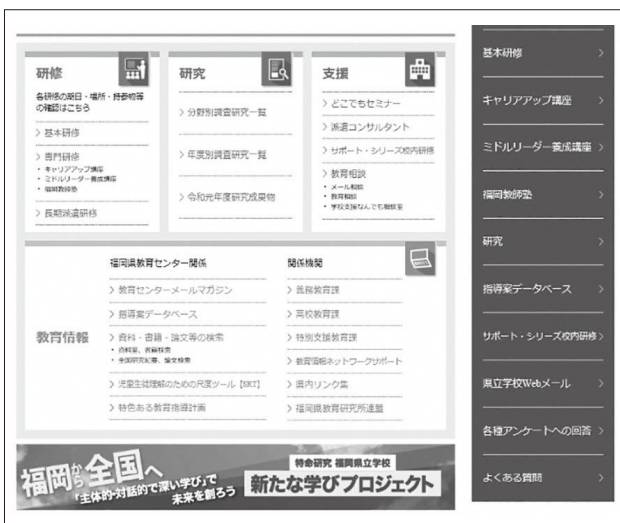 研修
各研修の期日・場所・持参物等
の確認はこちら
> 基本研修
> 専門研修
・キャリアアップ講座
・ミドルリーダー養成講座
・福岡教師塾
> 長期派遣研修
研究
> 分野別調査研究一覧
> 年度別調査研究一覧
> 令和元年度研究成果物
支援
> どこでもセミナー
> 派遣コンサルタント
> サポート・シリーズ校内研修
> 教育相談
・メール相談
・教育相談
・学校支援なんでも相談室
教育情報
福岡県教育センター関係
> 教育センターメールマガジン
> 指導案データベース
> 資料・書籍・論文等の検索
・資料室、書籍検索
・全国研究紀要、論文検索
> 児童生徒理解のための尺度ツール【SKT】
> 特色ある教育指導計画
関係機関
> 義務教育課
> 高校教育課
> 特別支援教育課
> 教育情報ネットワークサポート
> 県内リンク集
> 福岡県教育研究所連盟
福岡から全国へ
「主体的・対話的で深い学び」で
未来を創ろう
特命研究 福岡県立学校
新たな学びプロジェクト
基本研修 >
キャリアアップ講座 >
ミドルリーダー養成講座 >
福岡教師塾 >
研究 >
指導案データベース >
サポート・シリーズ校内研修 >
県立学校Webメール >
各種アンケートへの回答 >
よくある質問 >